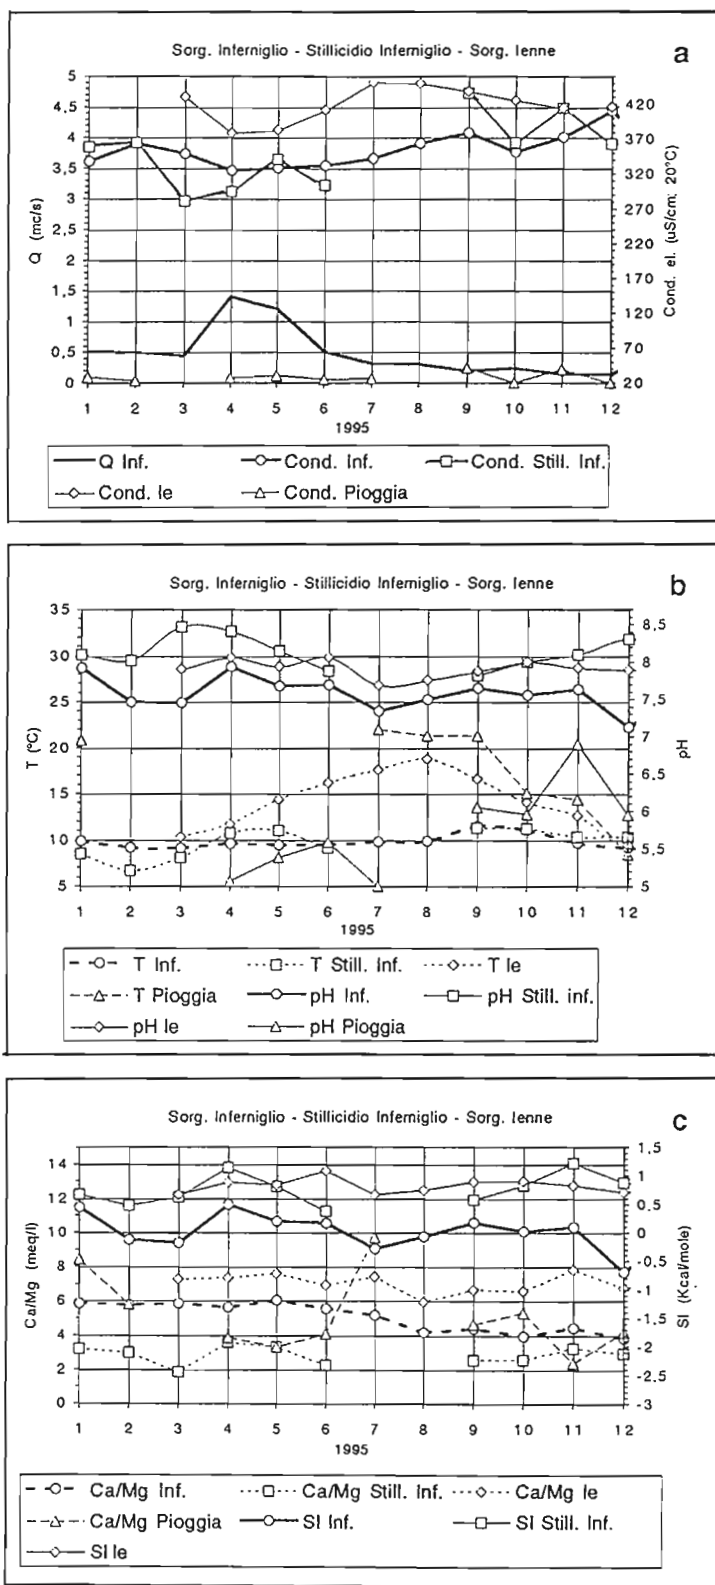 Sorg. Inferniglio - Stillicidio Inferniglio - Sorg. Ienne
a
5
4,5
4
3,5
3
2,5
2
1,5
1
0,5
0
Q (mc/s)
420
370
320
270
220
170
120
70
20
Cond. el. (uS/cm; 20°C)
1 2 3 4 5 6 7 8 9 10 11 12
1995
Q Inf. Cond. Inf. Cond. Still. Inf.
Cond. Ie Cond. Pioggia
Sorg. Inferniglio - Stillicidio Inferniglio - Sorg. Ienne
b
35
30
25
20
15
10
5
T (°C)
8,5
8
7,5
7
6,5
6
5,5
5
pH
1 2 3 4 5 6 7 8 9 10 11 12
1995
T Inf. T Still. Inf. T Ie
T Pioggia pH Inf. pH Still. inf.
pH Ie pH Pioggia
Sorg. Inferniglio - Stillicidio Inferniglio - Sorg. Ienne
c
14
12
10
8
6
4
2
0
Ca/Mg (meq/l)
1,5
1
0,5
0
-0,5
-1
-1,5
-2
-2,5
-3
SI (Kcal/mole)
1 2 3 4 5 6 7 8 9 10 11 12
1995
Ca/Mg Inf. Ca/Mg Still. Inf. Ca/Mg Ie
Ca/Mg Pioggia SI Inf. SI Still. Inf.
SI Ie